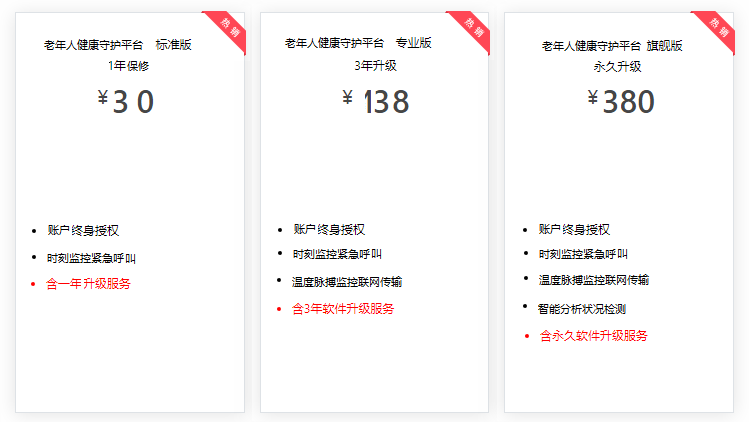 热销
老年人健康守护平台 标准版
1年保修
¥30
账户终身授权
时刻监控紧急呼叫
含一年升级服务
热销
老年人健康守护平台 专业版
3年升级
¥138
账户终身授权
时刻监控紧急呼叫
温度脉搏监控联网传输
含3年软件升级服务
热销
老年人健康守护平台 旗舰版
永久升级
¥380
账户终身授权
时刻监控紧急呼叫
温度脉搏监控联网传输
智能分析状况检测
含永久软件升级服务